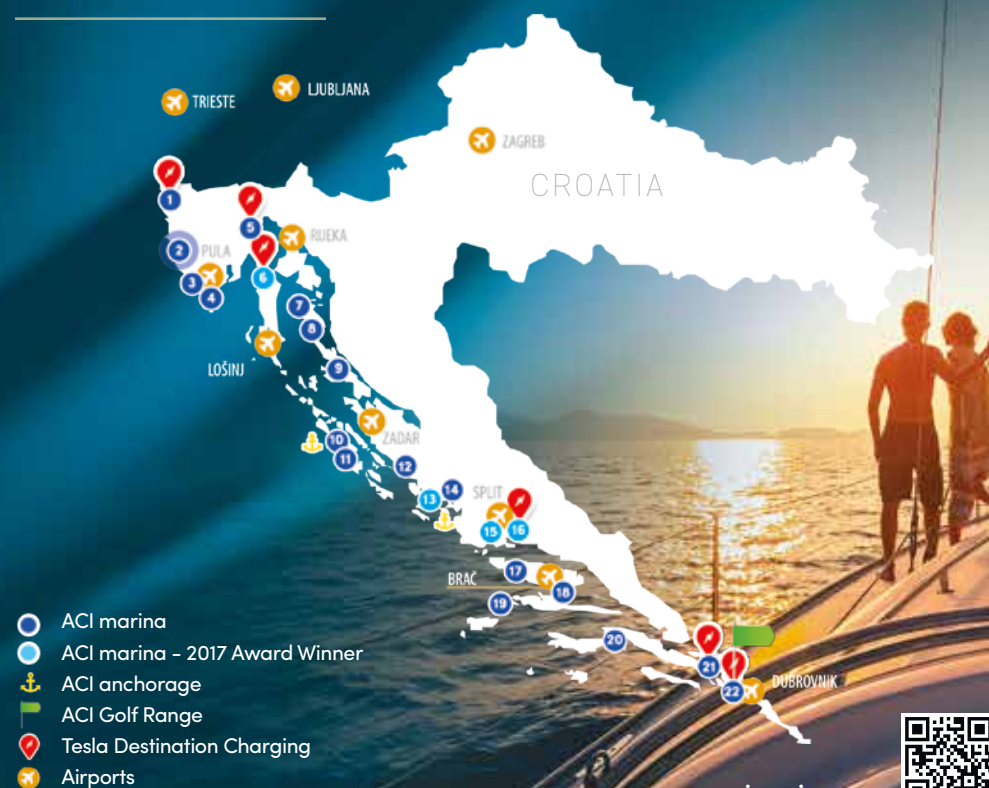 TRIESTE
LJUBLJANA
ZAGREB
CROATIA
1
5
RIJEKA
2
PULA
3
4
6
7
8
LOŠINJ
9
ZADAR
10
11
12
13
14
SPLIT
15
16
BRAČ
17
18
19
20
21
22
DUBROVNIK
ACI marina
ACI marina - 2017 Award Winner
ACI anchorage
ACI Golf Range
Tesla Destination Charging
Airports